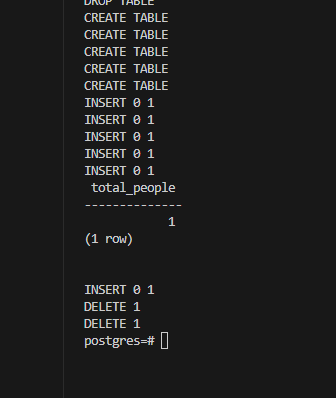 DROP TABLE
CREATE TABLE
CREATE TABLE
CREATE TABLE
CREATE TABLE
CREATE TABLE
INSERT 0 1
INSERT 0 1
INSERT 0 1
INSERT 0 1
INSERT 0 1
total_people
--------------
1
(1 row)
INSERT 0 1
DELETE 1
DELETE 1
postgres=#